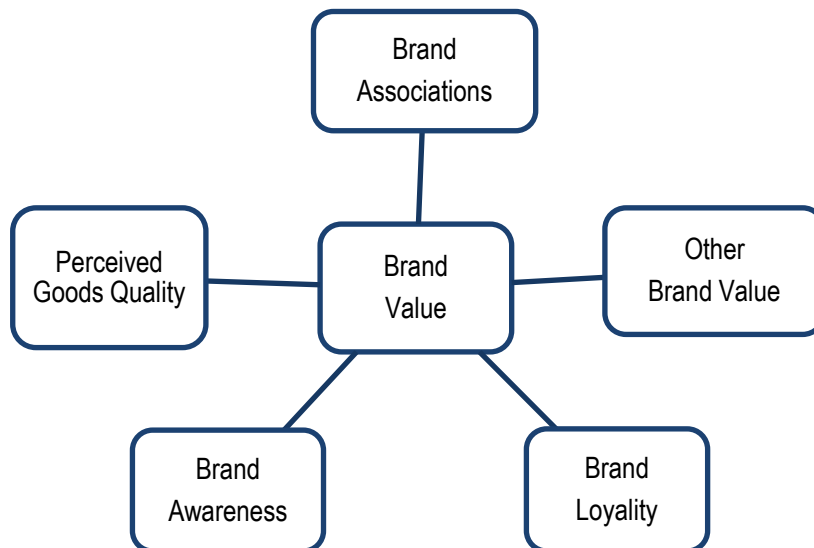 Brand
Associations
Perceived
Goods Quality
Brand
Value
Other
Brand Value
Brand
Awareness
Brand
Loyality